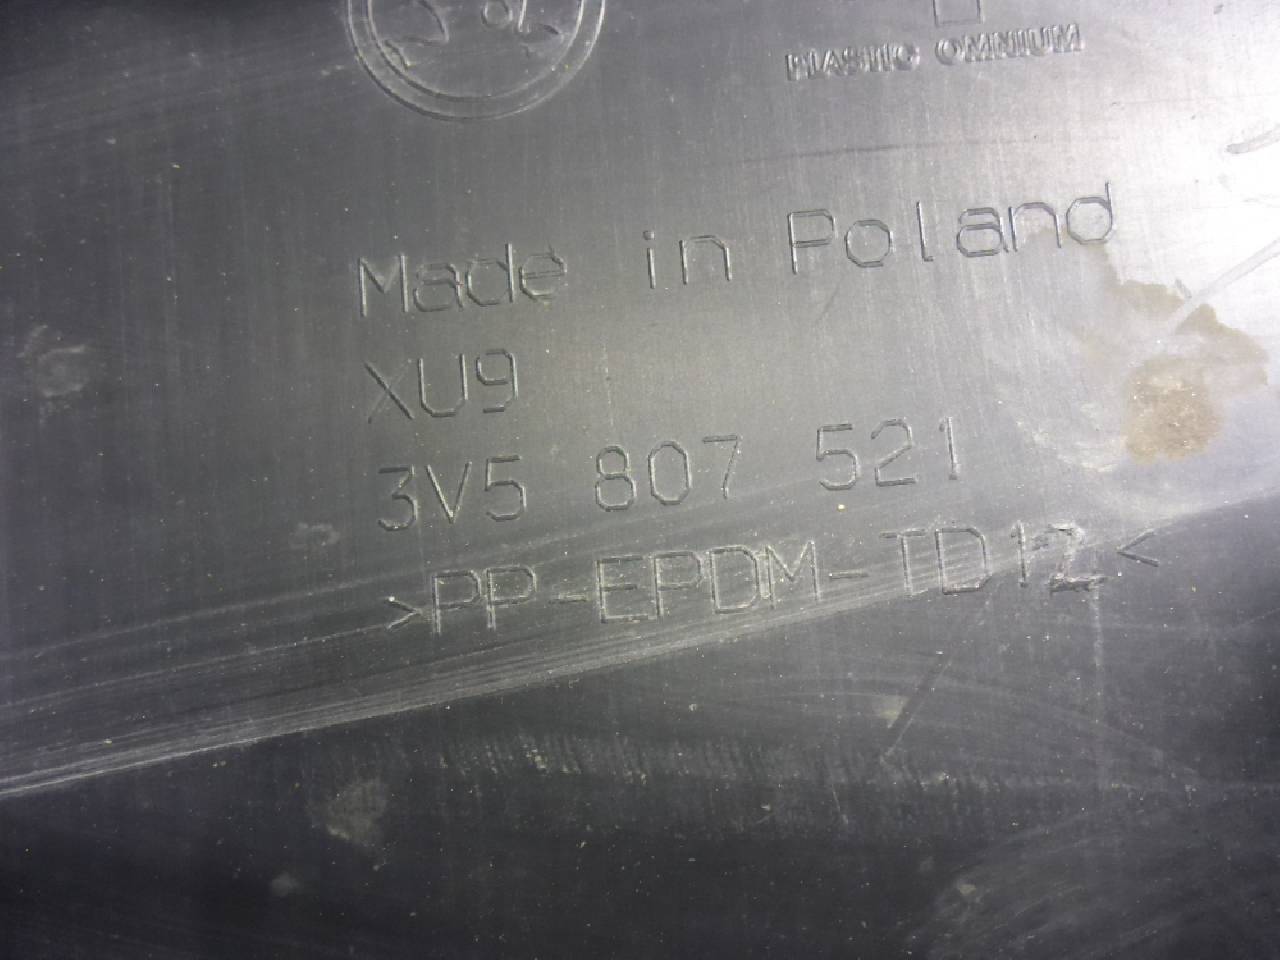 PLASTIC OMNIUM
Made in Poland
XU9
3V5 807 521
>PP-EPDM-TD12<